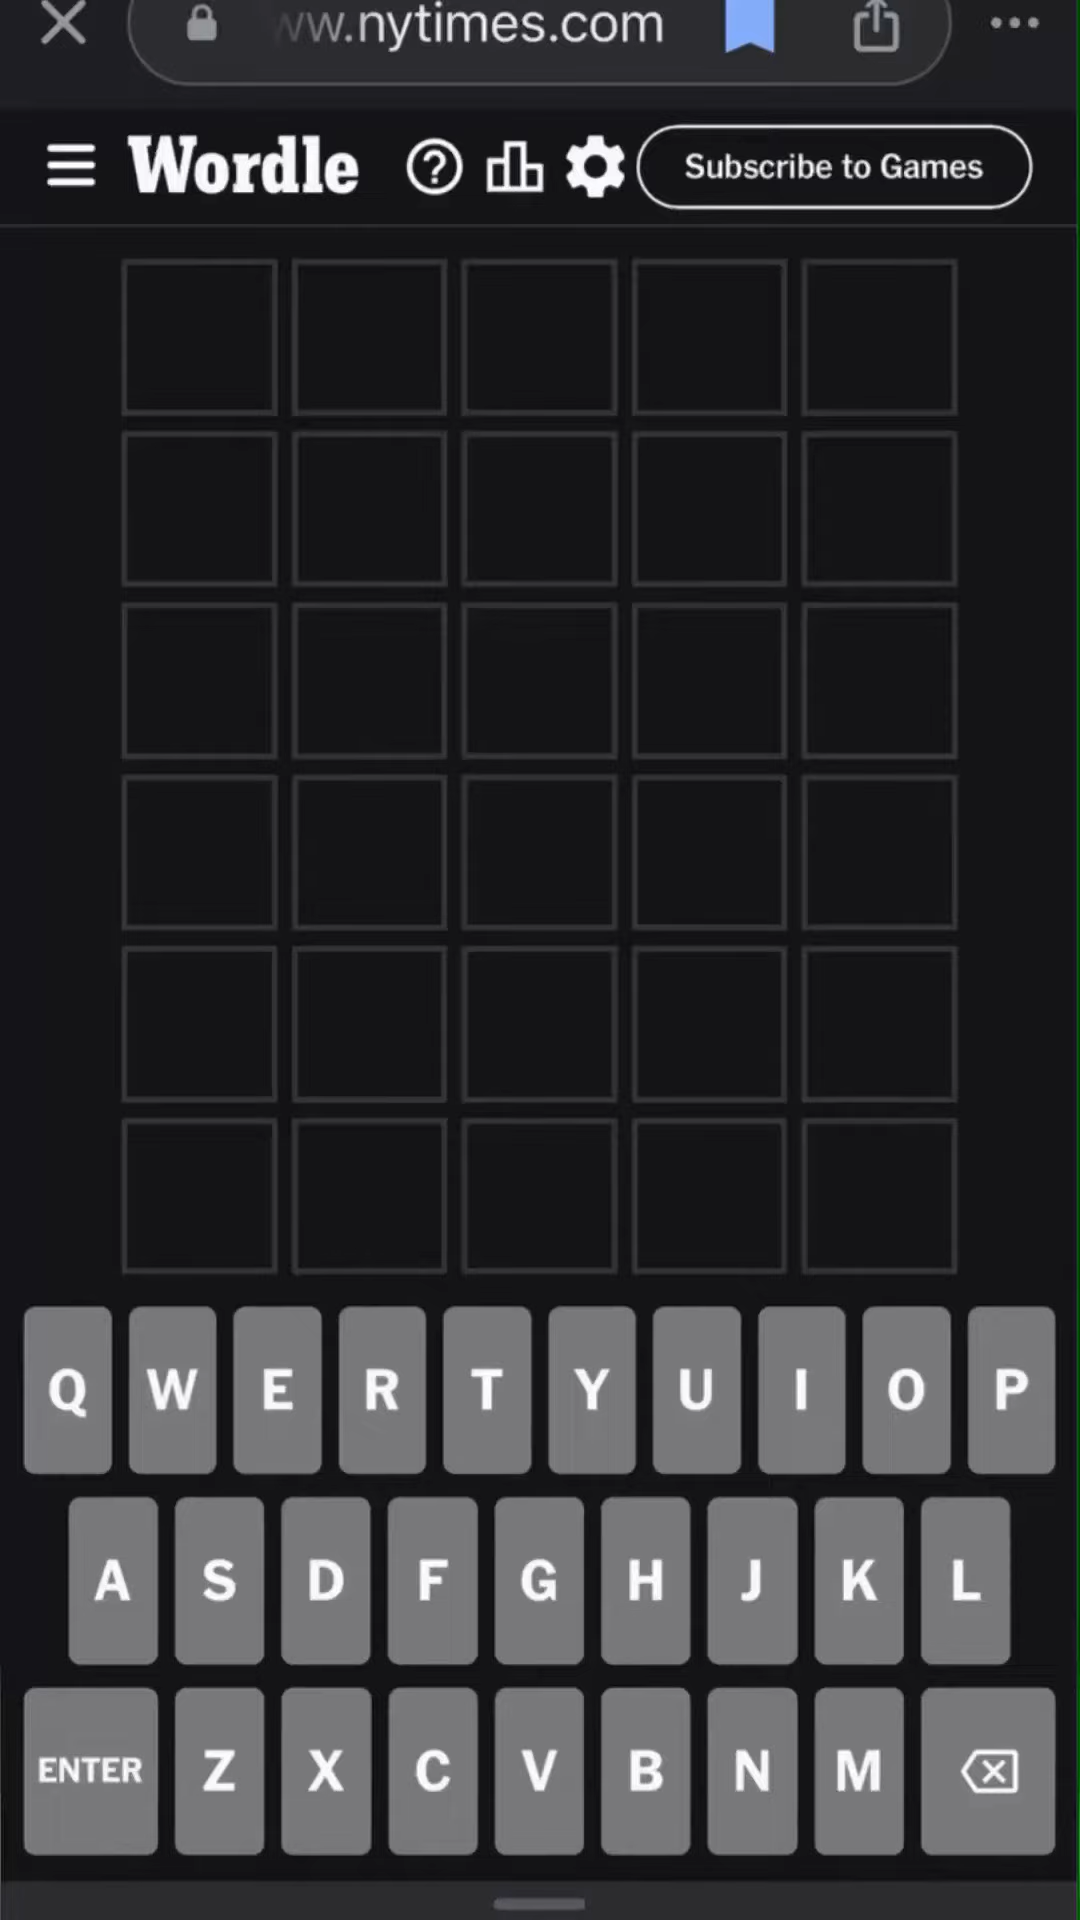 ww.nytimes.com
Wordle Subscribe to Games
Q W E R T Y U I O P
A S D F G H J K L
ENTER Z X C V B N M